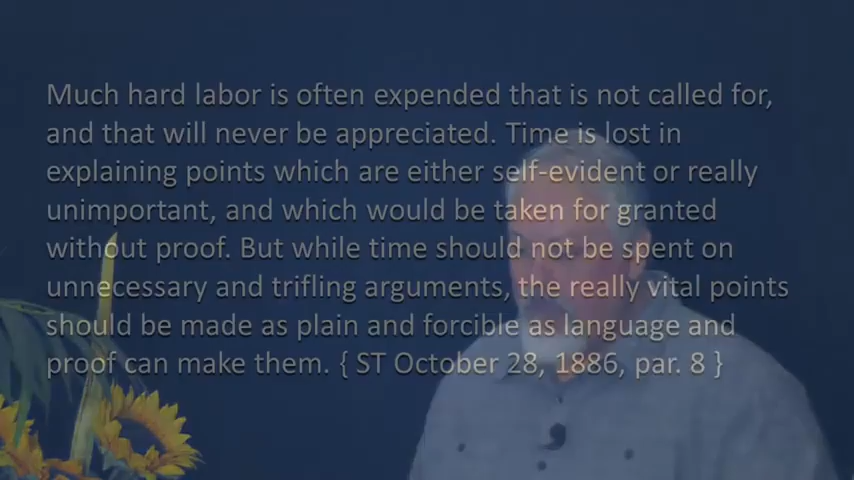 Much hard labor is often expended that is not called for,
and that will never be appreciated. Time is lost in
explaining points which are either self-evident or really
unimportant, and which would be taken for granted
without proof. But while time should not be spent on
unnecessary and trifling arguments, the really vital points
should be made as plain and forcible as language and
proof can make them. { ST October 28, 1886, par. 8 }